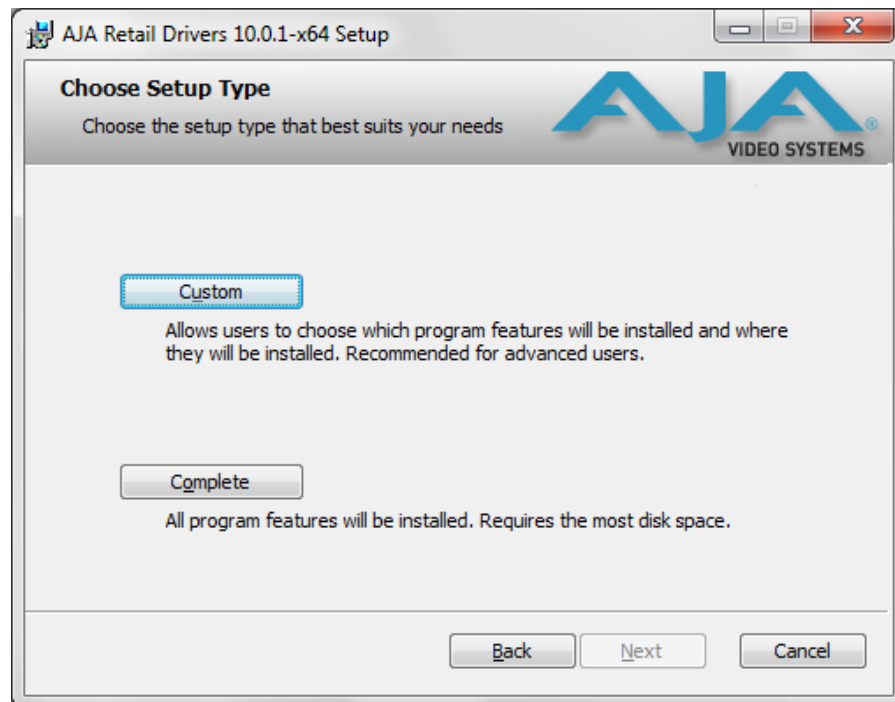 AJA Retail Drivers 10.0.1-x64 Setup
Choose Setup Type
Choose the setup type that best suits your needs
AJA®
VIDEO SYSTEMS
Custom
Allows users to choose which program features will be installed and where
they will be installed. Recommended for advanced users.
Complete
All program features will be installed. Requires the most disk space.
Back
Next
Cancel